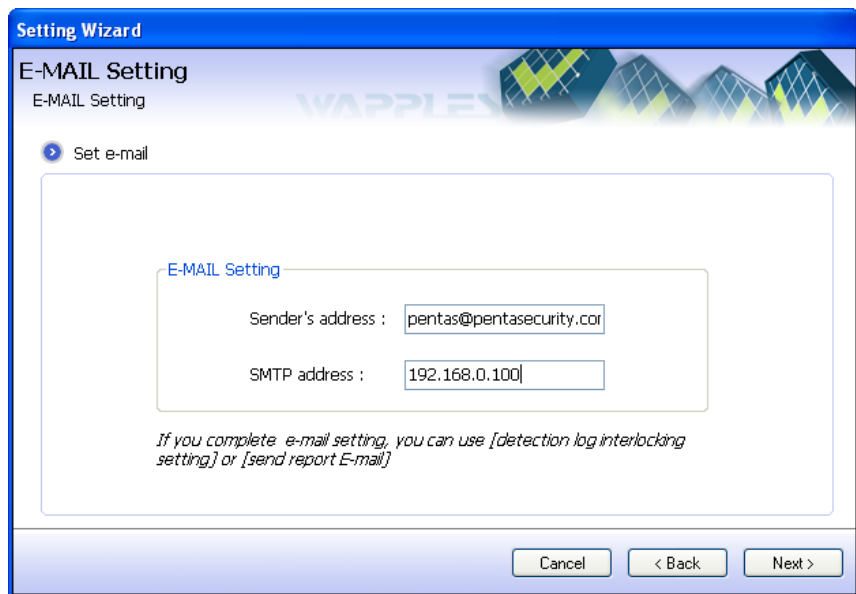 Setting Wizard
E-MAIL Setting
E-MAIL Setting
WAPPLES
Set e-mail
E-MAIL Setting
Sender's address : pentas@pentasecurity.cor
SMTP address : 192.168.0.100
If you complete e-mail setting, you can use [detection log interlocking
setting] or [send report E-mail]
Cancel < Back Next >